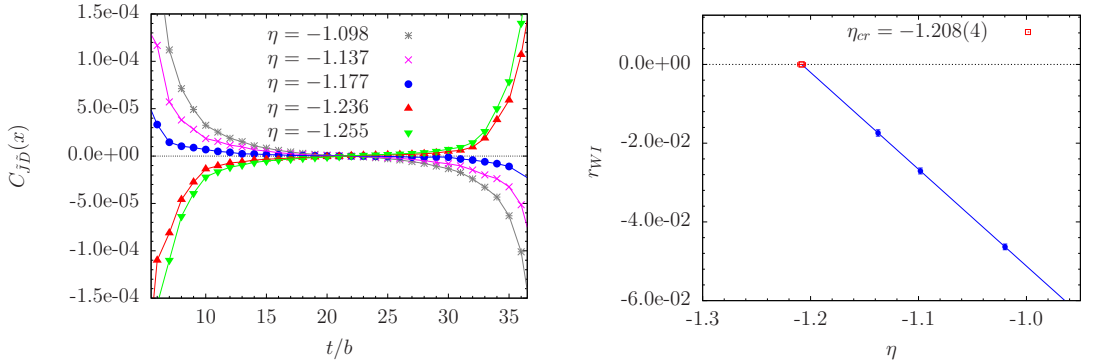 1.5e-04
1.0e-04
5.0e-05
0.0e+00
-5.0e-05
-1.0e-04
-1.5e-04
C_{J̃D̃}(x)
η = −1.098
η = −1.137
η = −1.177
η = −1.236
η = −1.255
10 15 20 25 30 35
t/b
0.0e+00
-2.0e-02
-4.0e-02
-6.0e-02
r_{WI}
η_{cr} = −1.208(4)
-1.3 -1.2 -1.1 -1.0
η